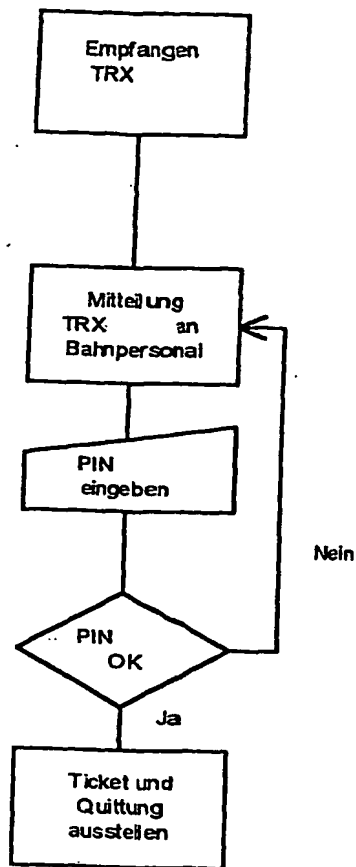 Empfangen
TRX
Mitteilung
TRX an
Bahnpersonal
PIN
eingeben
Nein
PIN
OK
Ja
Ticket und
Quittung
ausstellen